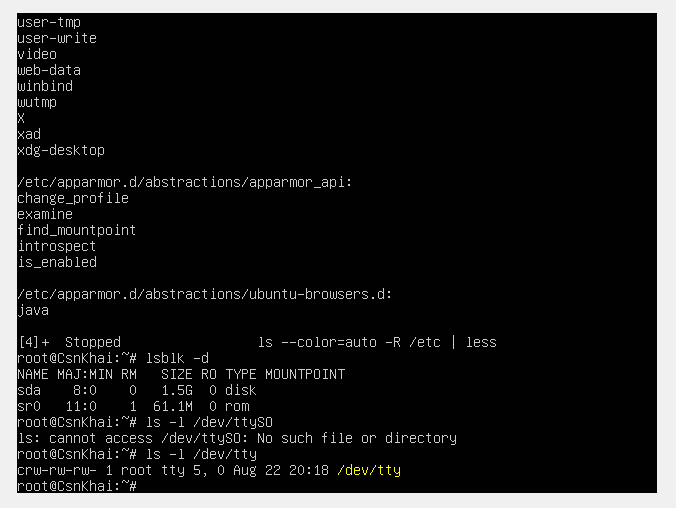 user-tmp
user-write
video
web-data
winbind
wutmp
X
xad
xdg-desktop

/etc/apparmor.d/abstractions/apparmor_api:
change_profile
examine
find_mountpoint
introspect
is_enabled

/etc/apparmor.d/abstractions/ubuntu-browsers.d:
java

[4]+  Stopped                 ls --color=auto -R /etc | less
root@CsnKhai:~# lsblk -d
NAME MAJ:MIN RM   SIZE RO TYPE MOUNTPOINT
sda    8:0    0   1.5G  0 disk
sr0   11:0    1  61.1M  0 rom
root@CsnKhai:~# ls -l /dev/ttySO
ls: cannot access /dev/ttySO: No such file or directory
root@CsnKhai:~# ls -l /dev/tty
crw-rw-rw- 1 root tty 5, 0 Aug 22 20:18 /dev/tty
root@CsnKhai:~#